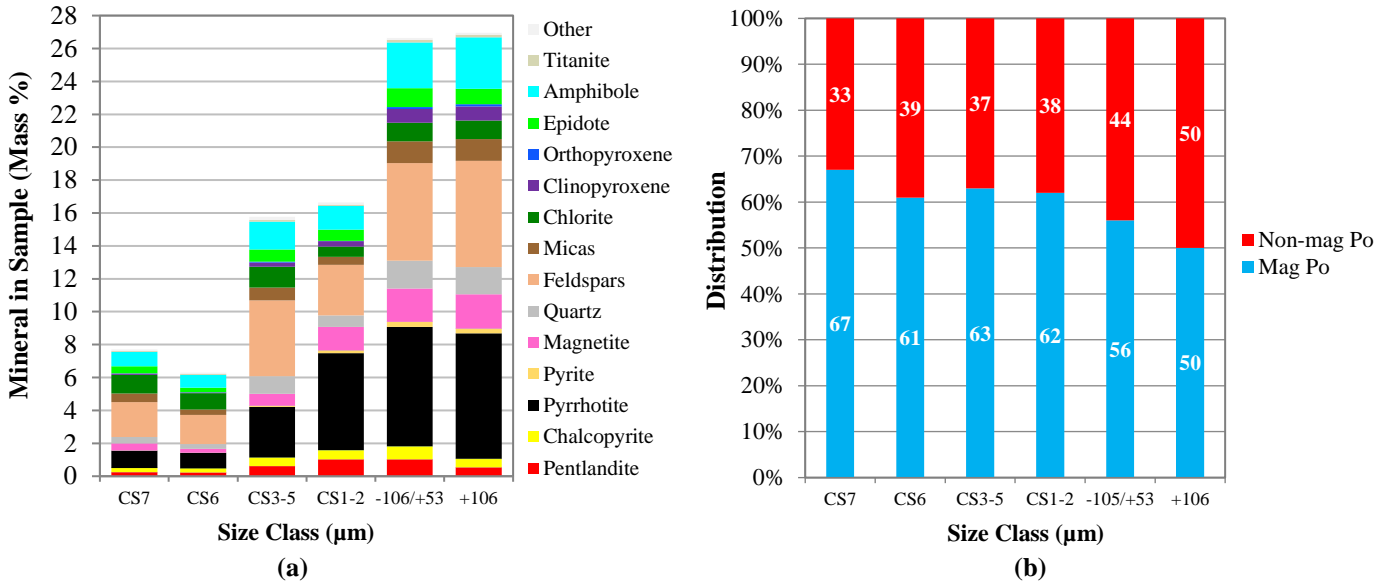 Mineral in Sample (Mass %)
28
26
24
22
20
18
16
14
12
10
8
6
4
2
0
CS7 CS6 CS3-5 CS1-2 -106/+53 +106
Size Class (µm)
(a)
Other
Titanite
Amphibole
Epidote
Orthopyroxene
Clinopyroxene
Chlorite
Micas
Feldspars
Quartz
Magnetite
Pyrite
Pyrrhotite
Chalcopyrite
Pentlandite
Distribution
100%
90%
80%
70%
60%
50%
40%
30%
20%
10%
0%
33 39 37 38 44 50
67 61 63 62 56 50
CS7 CS6 CS3-5 CS1-2 -105/+53 +106
Size Class (µm)
(b)
Non-mag Po
Mag Po